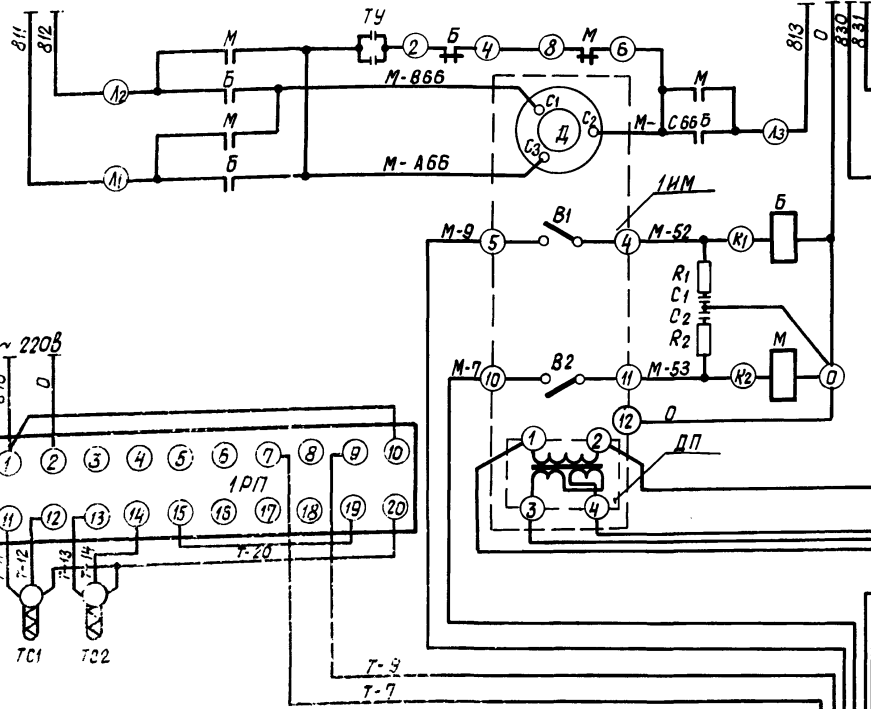 811
812
М
Б
М
Б
Л2
Л1
ТУ
2
Б
4
8
М
6
М-В66
М-А66
С1
С2
С3
Д
М-
С66
М
Б
Л3
813
0
830
831
1ИМ
М-9
5
В1
4
М-52
К1
Б
R1
С1
С2
R2
М-7
10
В2
11
М-53
К2
М
0
12
0
1
2
ДП
3
4
~ 220В
0
1
2
3
4
5
6
7
8
9
10
1РП
11
12
13
14
15
16
17
18
19
20
Т-12
Т-13
Т-14
Т-20
ТС1
ТС2
Т-9
Т-7